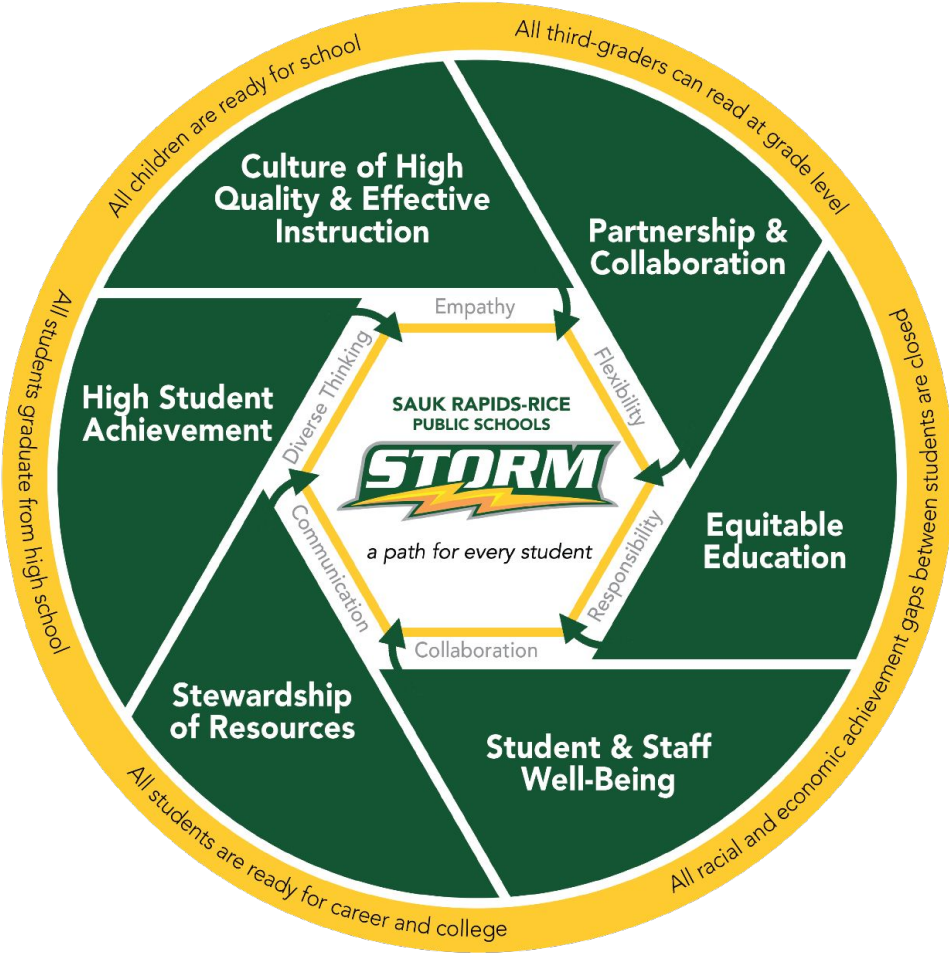 All children are ready for school
All third-graders can read at grade level
All racial and economic achievement gaps between students are closed
All students are ready for career and college
All students graduate from high school
Culture of High
Quality & Effective
Instruction
Partnership &
Collaboration
Equitable
Education
Student & Staff
Well-Being
Stewardship
of Resources
High Student
Achievement
Empathy
Flexibility
Responsibility
Collaboration
Communication
Diverse Thinking
SAUK RAPIDS-RICE
PUBLIC SCHOOLS
STORM
a path for every student